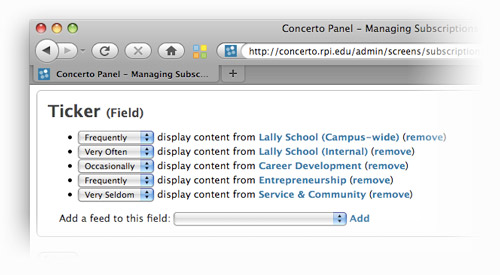 Concerto Panel – Managing Subscriptions
http://concerto.rpi.edu/admin/screens/subscription
Concerto Panel – Managing Subsc...
Ticker (Field)
Frequently display content from Lally School (Campus-wide) (remove)
Very Often display content from Lally School (Internal) (remove)
Occasionally display content from Career Development (remove)
Frequently display content from Entrepreneurship (remove)
Very Seldom display content from Service & Community (remove)
Add a feed to this field: Add